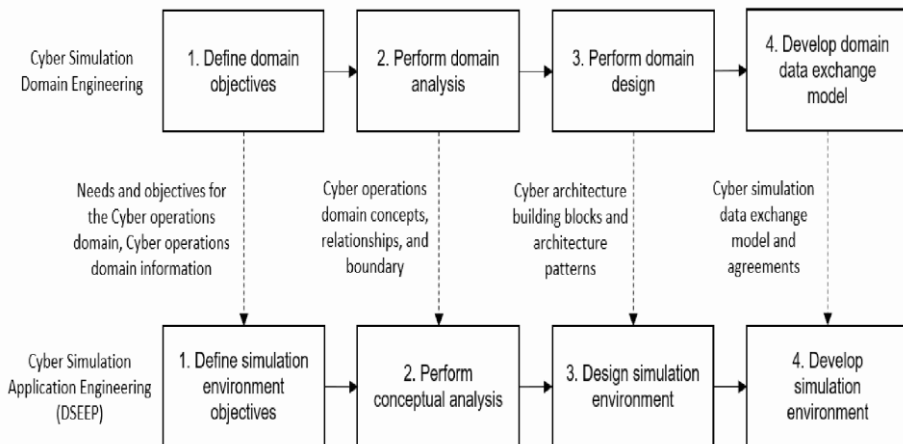 Cyber Simulation
Domain Engineering
1. Define domain
objectives
2. Perform domain
analysis
3. Perform domain
design
4. Develop domain
data exchange
model
Needs and objectives for
the Cyber operations
domain, Cyber operations
domain information
Cyber operations
domain concepts,
relationships, and
boundary
Cyber architecture
building blocks and
architecture
patterns
Cyber simulation
data exchange
model and
agreements
Cyber Simulation
Application Engineering
(DSEEP)
1. Define simulation
environment
objectives
2. Perform
conceptual analysis
3. Design simulation
environment
4. Develop
simulation
environment